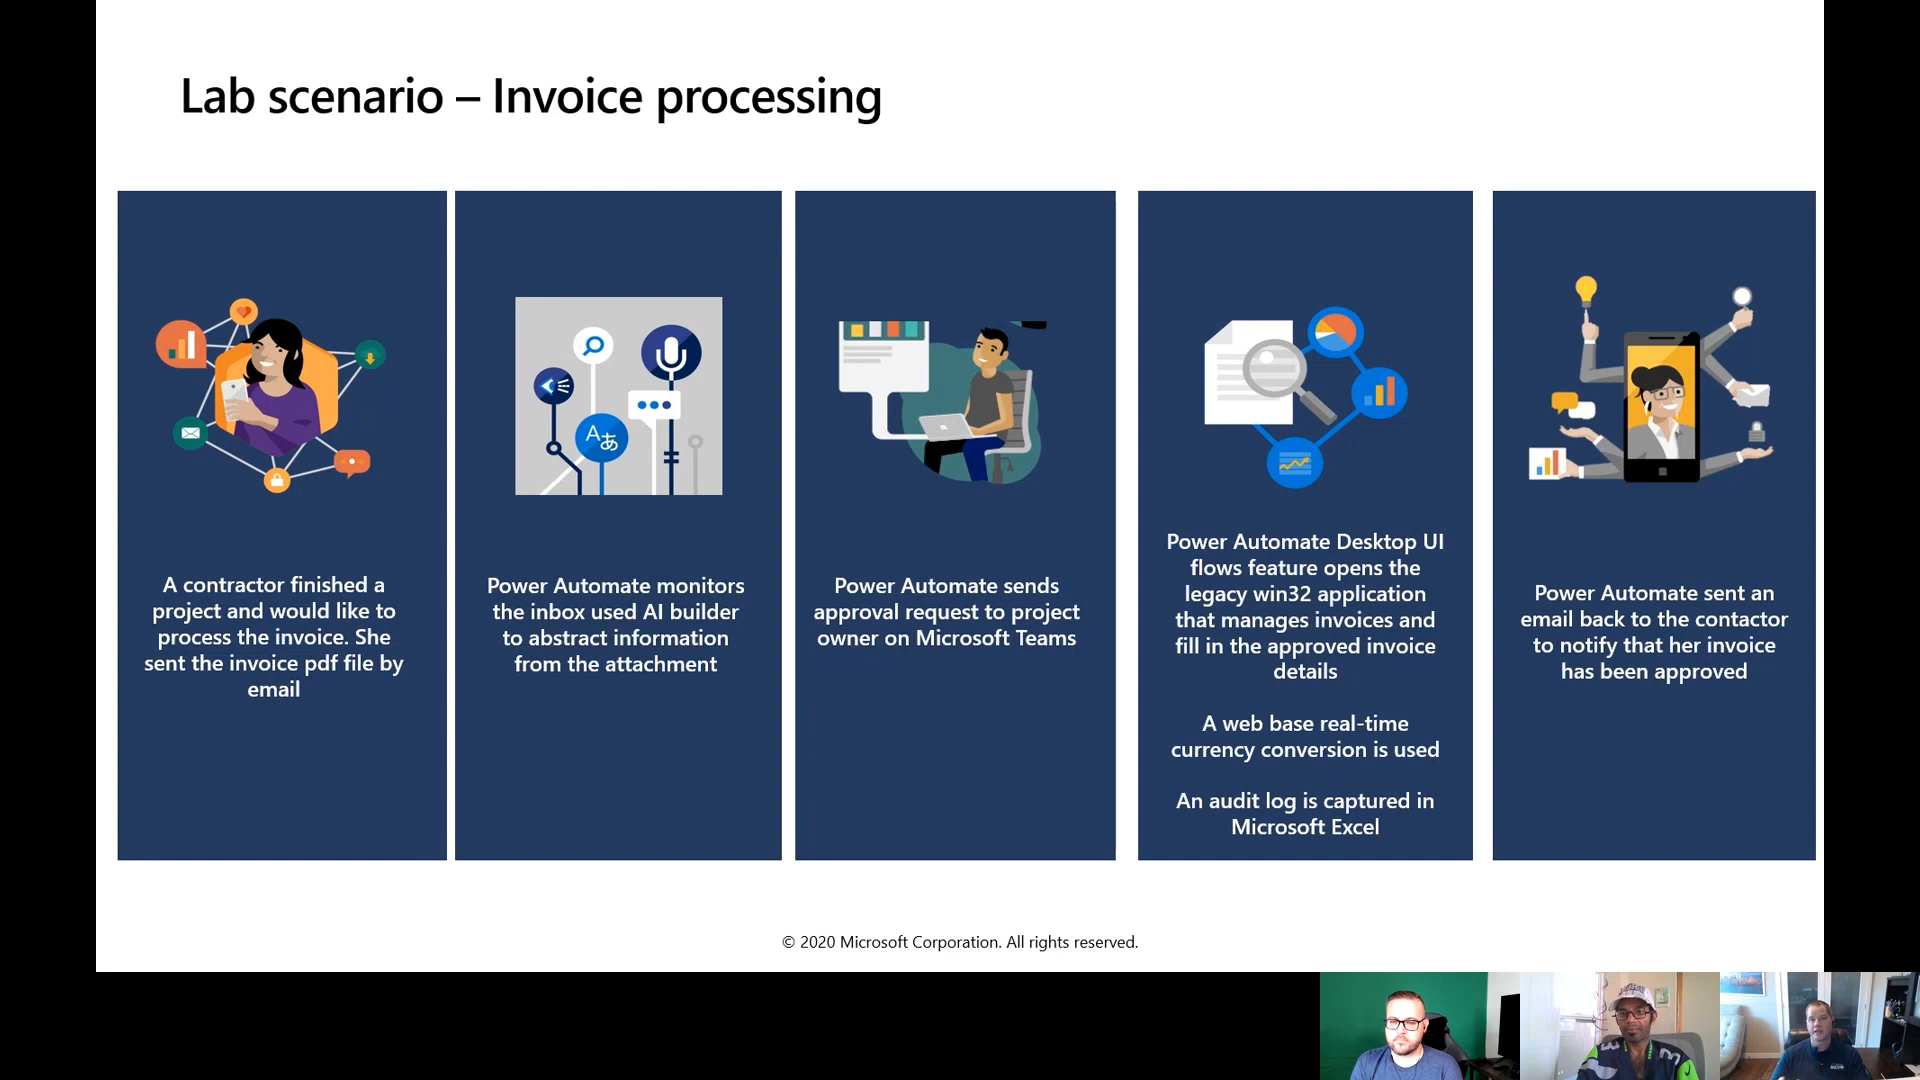 Lab scenario – Invoice processing
A contractor finished a
project and would like to
process the invoice. She
sent the invoice pdf file by
email
Power Automate monitors
the inbox used AI builder
to abstract information
from the attachment
Power Automate sends
approval request to project
owner on Microsoft Teams
Power Automate Desktop UI
flows feature opens the
legacy win32 application
that manages invoices and
fill in the approved invoice
details
A web base real-time
currency conversion is used
An audit log is captured in
Microsoft Excel
Power Automate sent an
email back to the contactor
to notify that her invoice
has been approved
Aあ
© 2020 Microsoft Corporation. All rights reserved.